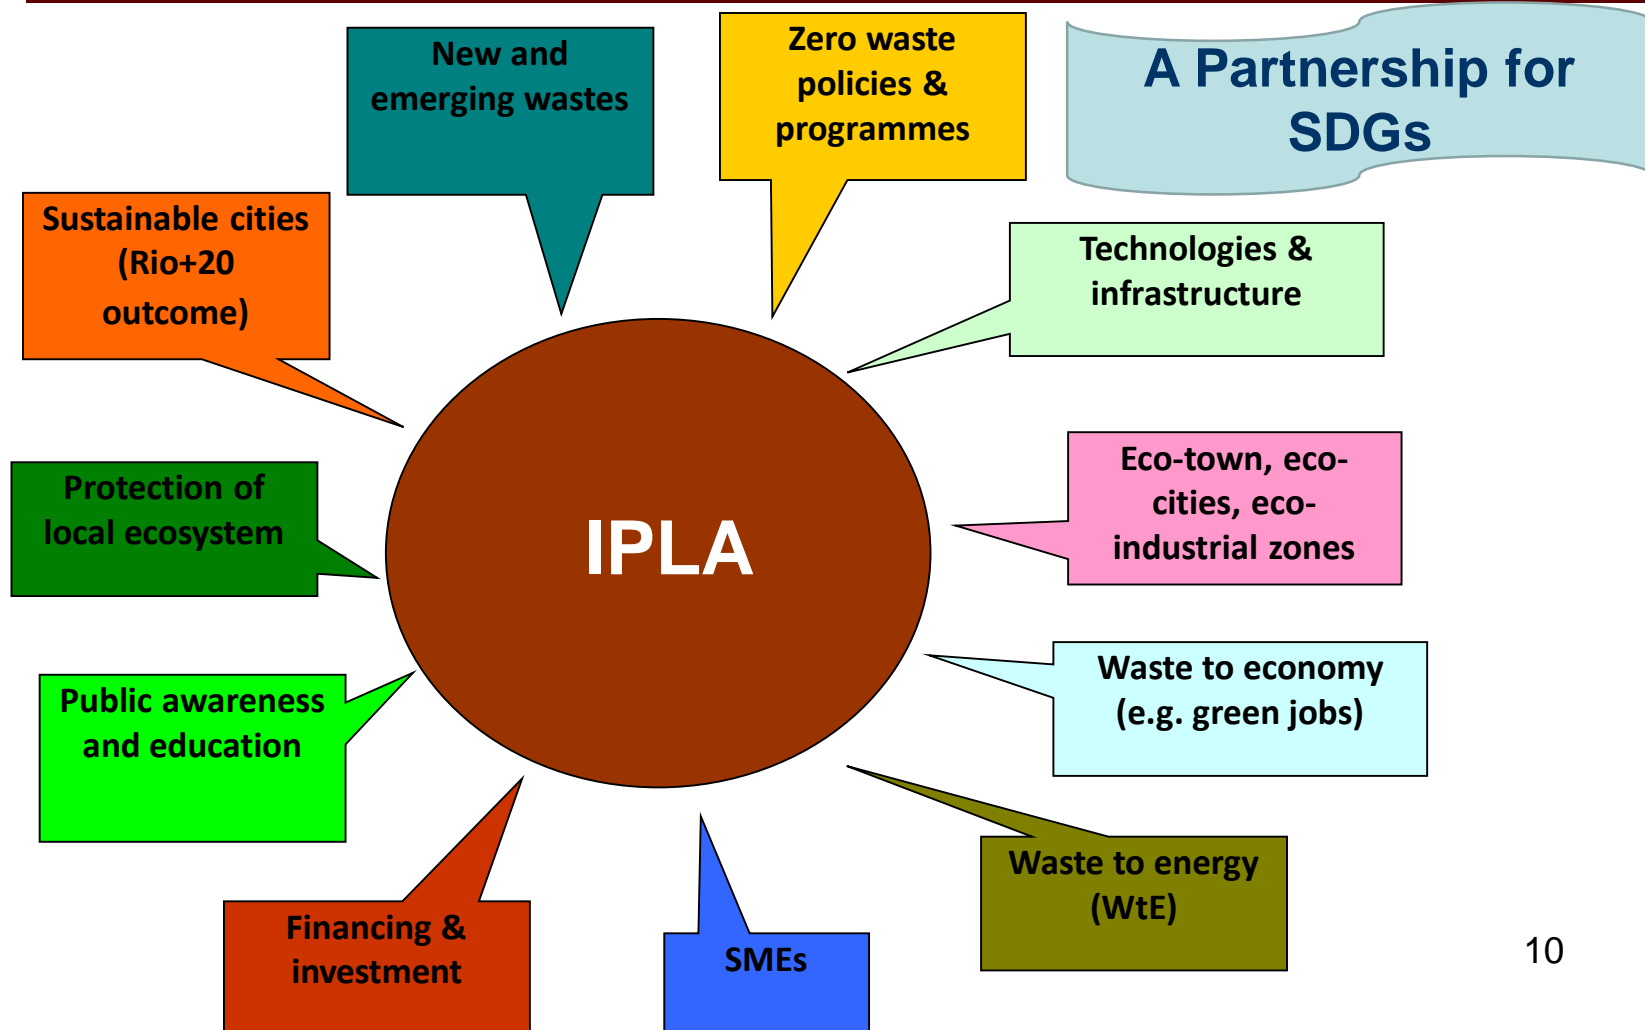 New and
emerging wastes
Zero waste
policies &
programmes
A Partnership for
SDGs
Sustainable cities
(Rio+20
outcome)
Technologies &
infrastructure
Protection of
local ecosystem
IPLA
Eco-town, eco-
cities, eco-
industrial zones
Public awareness
and education
Waste to economy
(e.g. green jobs)
Financing &
investment
SMEs
Waste to energy
(WtE)
10